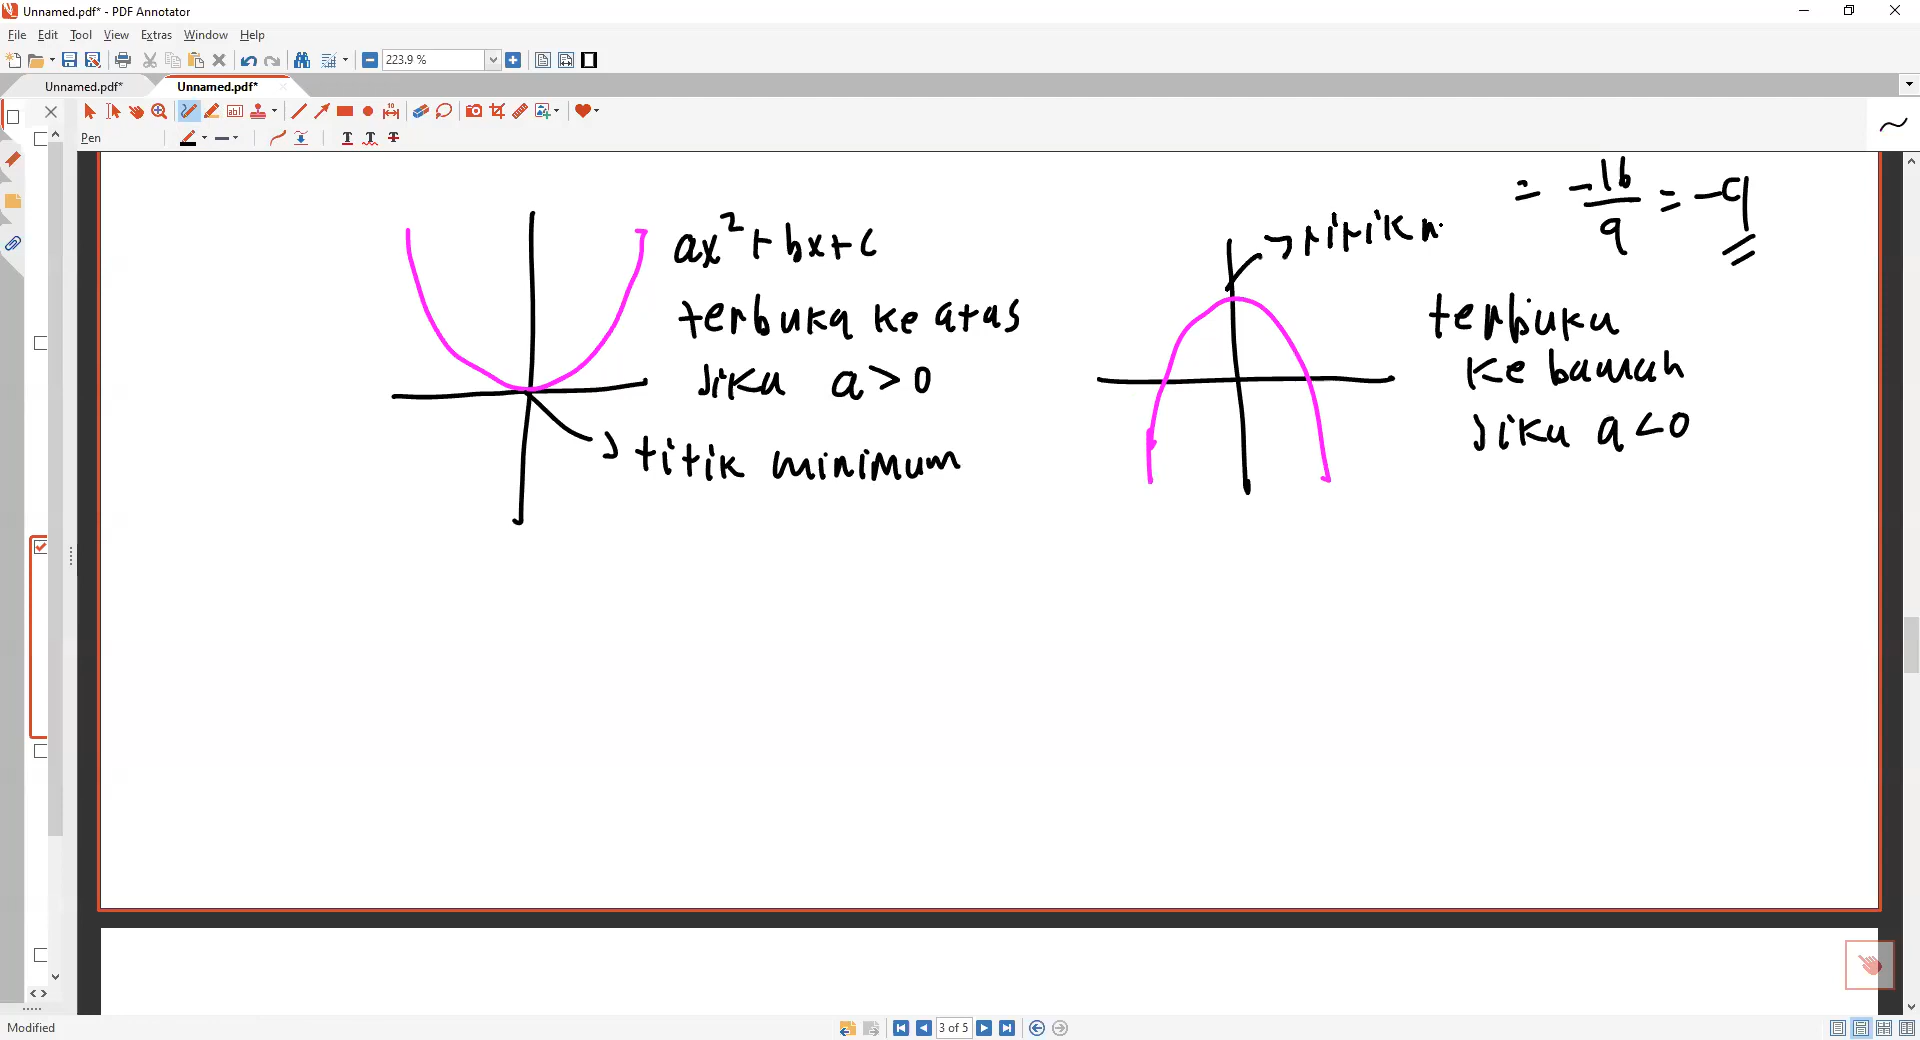 Unnamed.pdf* - PDF Annotator
File Edit Tool View Extras Window Help
223.9 %
Unnamed.pdf* Unnamed.pdf*
Pen
= -16/4 = -4
ax² + bx + c
titik m
terbuka ke atas
terbuka
jika a > 0
ke bawah
jika a < 0
titik minimum
Modified
3 of 5